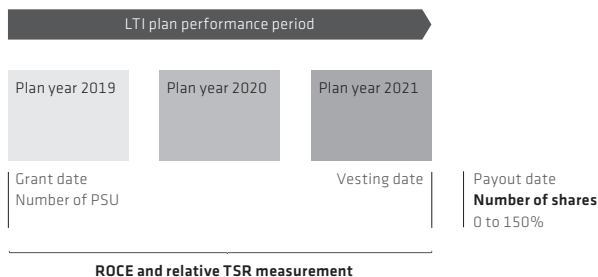 LTI plan performance period
Plan year 2019
Plan year 2020
Plan year 2021
Grant date
Number of PSU
Vesting date
Payout date
Number of shares
0 to 150%
ROCE and relative TSR measurement